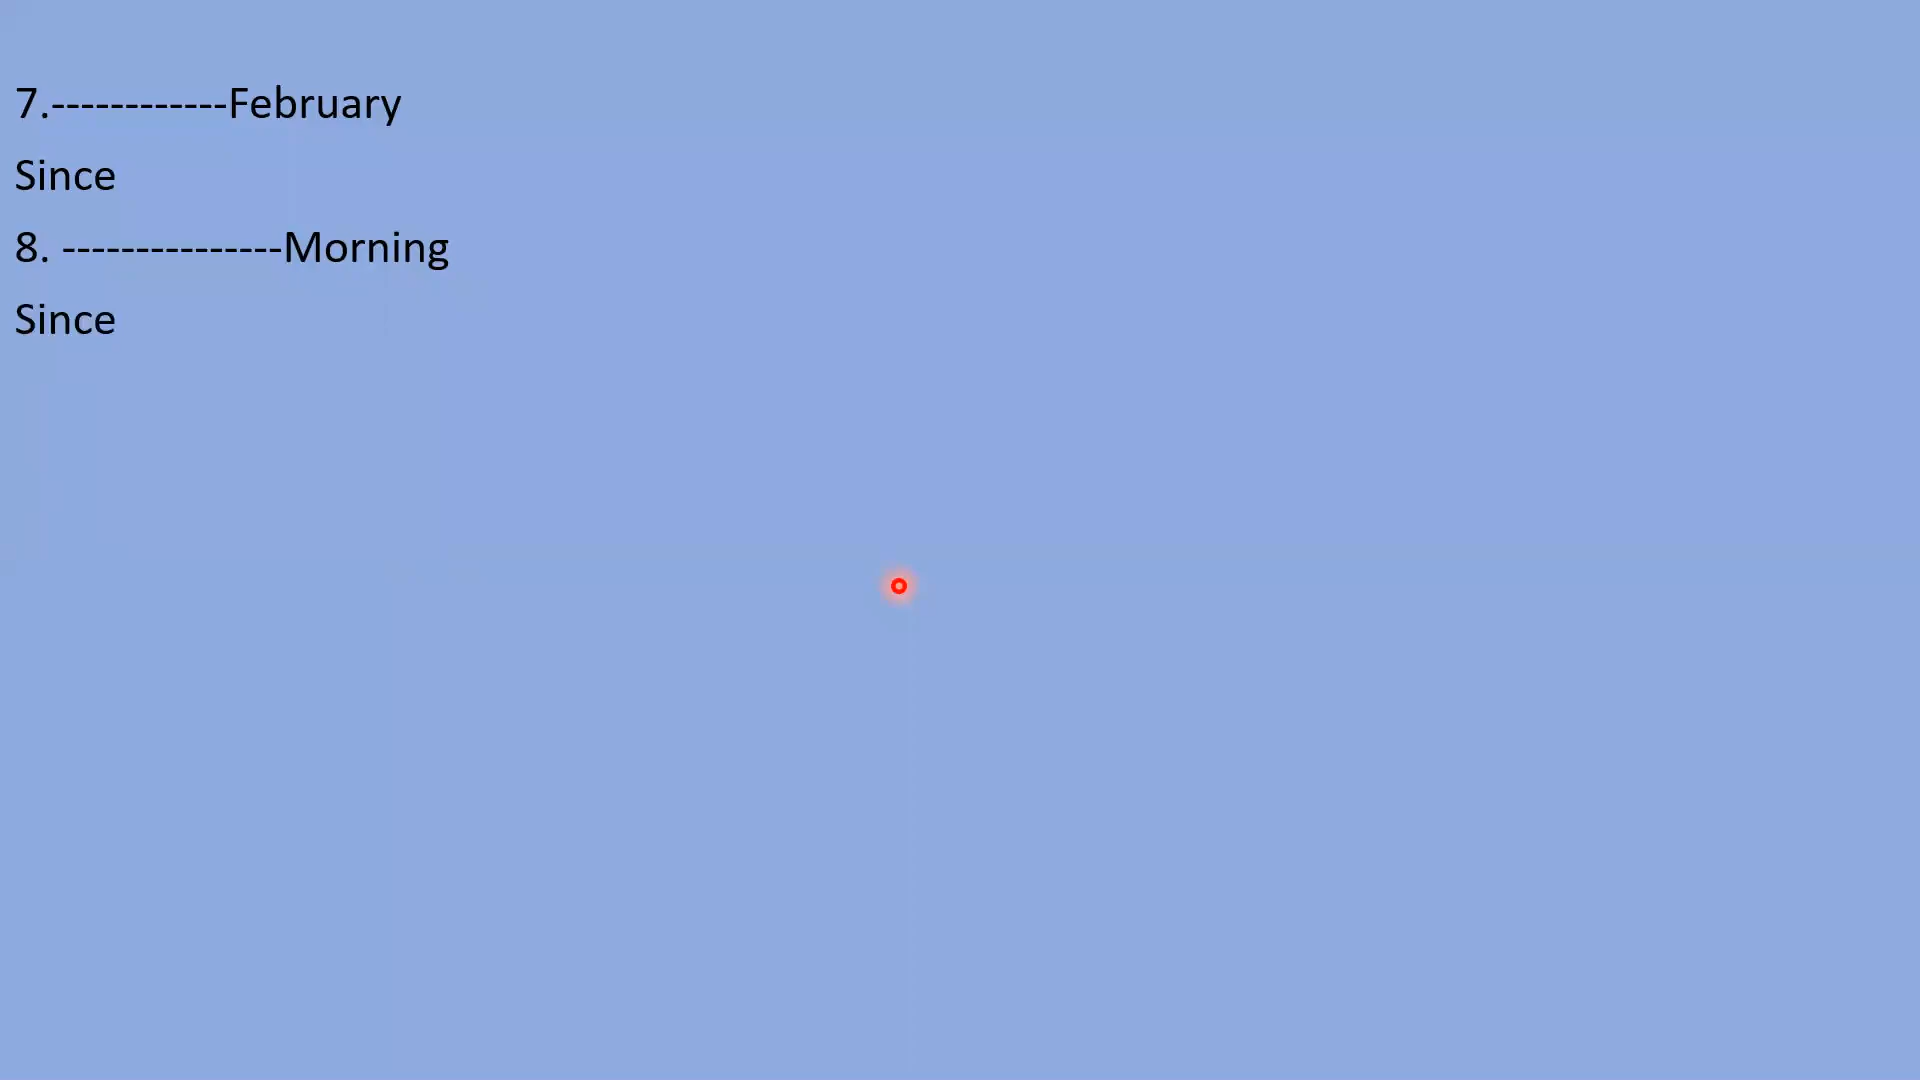 7.------------February
Since
8. ---------------Morning
Since